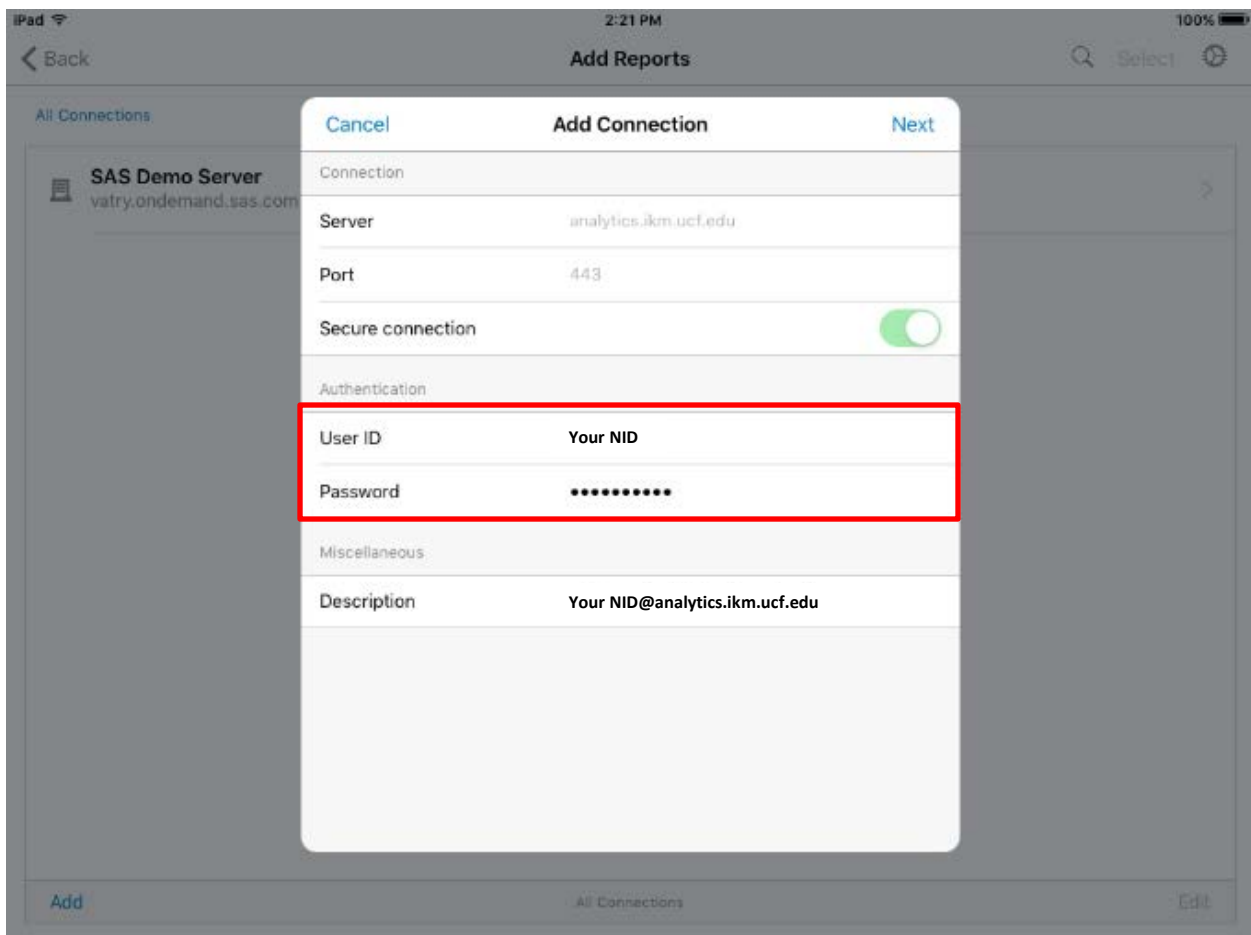 iPad 2:21 PM 100%
Back Add Reports Select
All Connections
Cancel Add Connection Next
SAS Demo Server
vatry.ondemand.sas.com
Connection
Server analytics.ikm.ucf.edu
Port 443
Secure connection
Authentication
User ID Your NID
Password ••••••••••
Miscellaneous
Description Your NID@analytics.ikm.ucf.edu
Add All Connections Edit